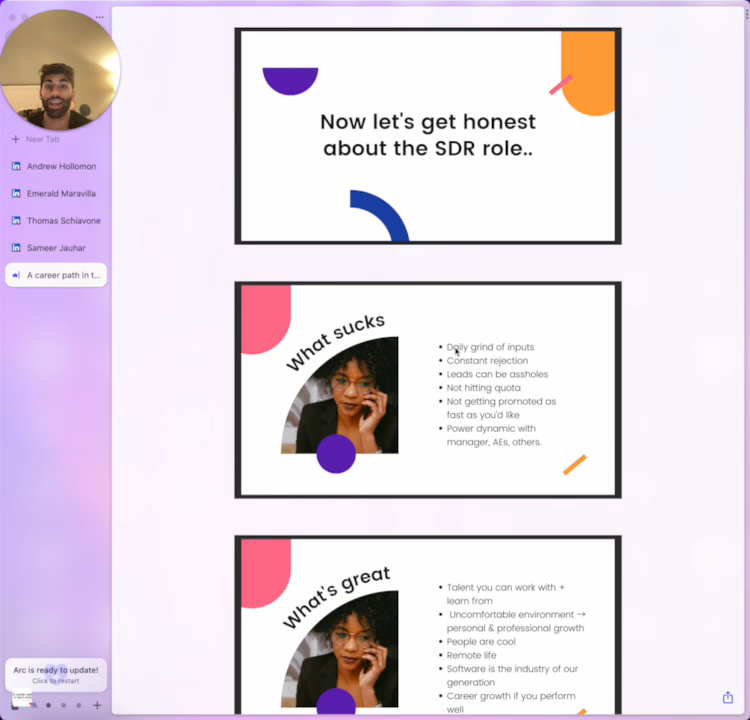 New Tab
Andrew Hollomon
Emerald Maravilla
Thomas Schiavone
Sameer Jauhar
A career path in t...
Arc is ready to update!
Click to restart
Now let's get honest
about the SDR role..
What sucks
• Daily grind of inputs
• Constant rejection
• Leads can be assholes
• Not hitting quota
• Not getting promoted as
fast as you'd like
• Power dynamic with
manager, AEs, others.
What's great
• Talent you can work with +
learn from
• Uncomfortable environment →
personal & professional growth
• People are cool
• Remote life
• Software is the industry of our
generation
• Career growth if you perform
well